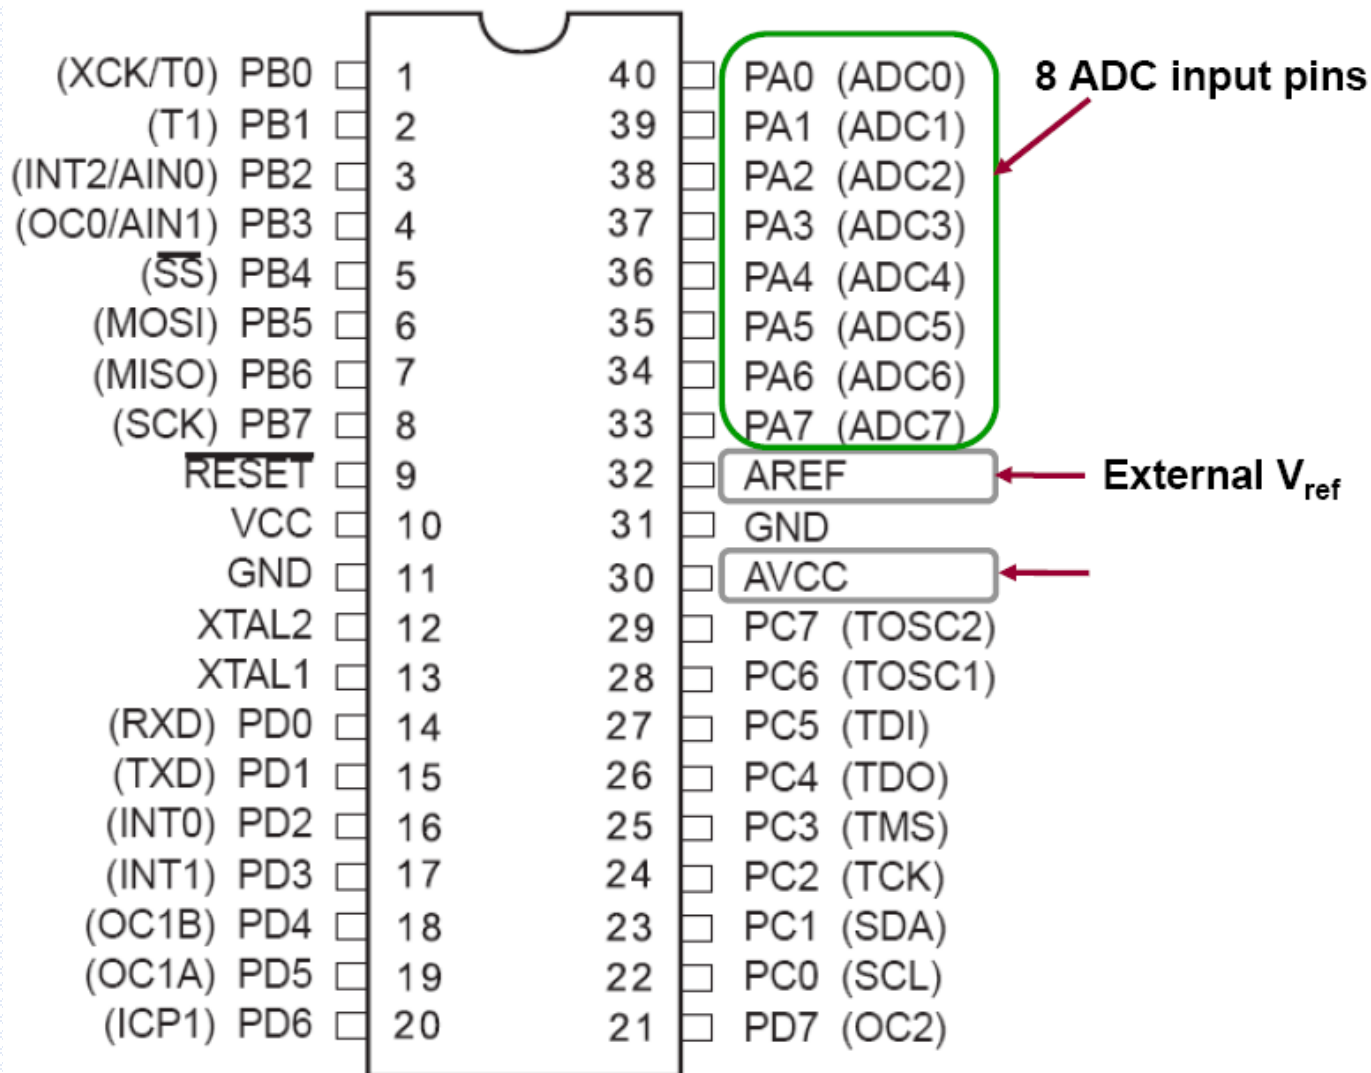 (XCK/T0) PB0 1 40 PA0 (ADC0) 8 ADC input pins
(T1) PB1 2 39 PA1 (ADC1)
(INT2/AIN0) PB2 3 38 PA2 (ADC2)
(OC0/AIN1) PB3 4 37 PA3 (ADC3)
(SS) PB4 5 36 PA4 (ADC4)
(MOSI) PB5 6 35 PA5 (ADC5)
(MISO) PB6 7 34 PA6 (ADC6)
(SCK) PB7 8 33 PA7 (ADC7)
RESET 9 32 AREF External Vref
VCC 10 31 GND
GND 11 30 AVCC
XTAL2 12 29 PC7 (TOSC2)
XTAL1 13 28 PC6 (TOSC1)
(RXD) PD0 14 27 PC5 (TDI)
(TXD) PD1 15 26 PC4 (TDO)
(INT0) PD2 16 25 PC3 (TMS)
(INT1) PD3 17 24 PC2 (TCK)
(OC1B) PD4 18 23 PC1 (SDA)
(OC1A) PD5 19 22 PC0 (SCL)
(ICP1) PD6 20 21 PD7 (OC2)